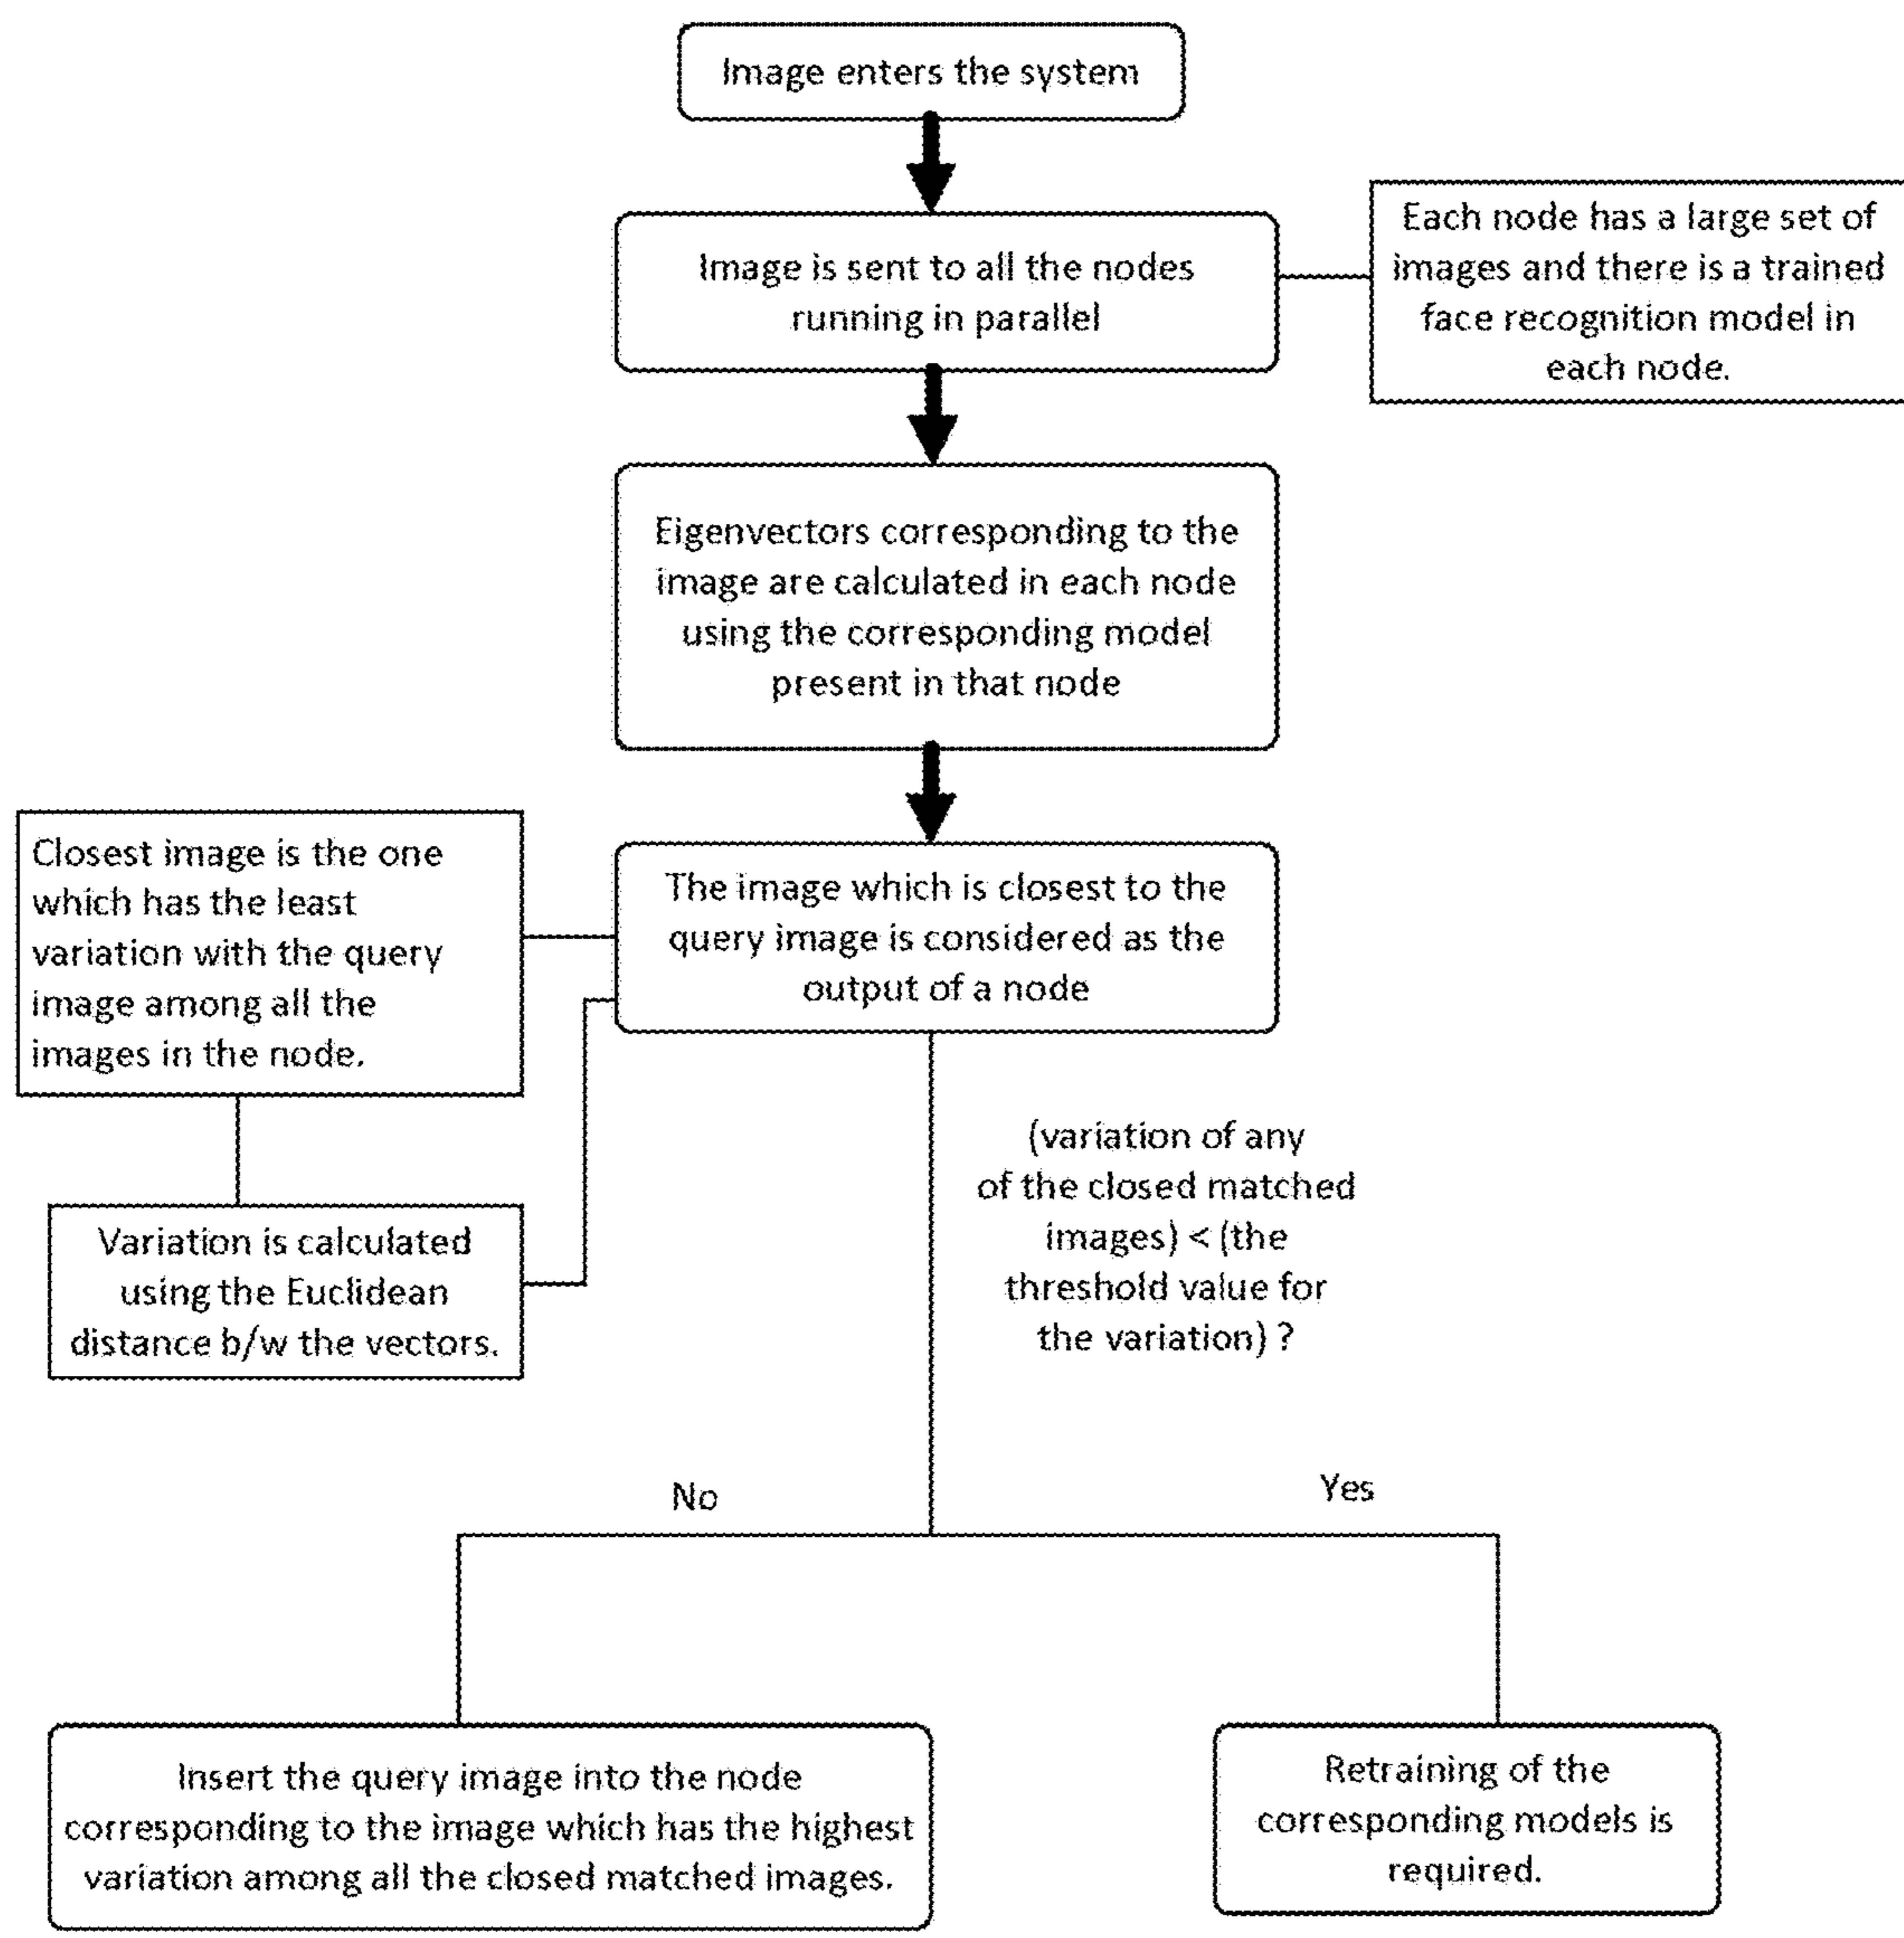 Image enters the system
Image is sent to all the nodes
running in parallel
Each node has a large set of
images and there is a trained
face recognition model in
each node.
Eigenvectors corresponding to the
image are calculated in each node
using the corresponding model
present in that node
Closest image is the one
which has the least
variation with the query
image among all the
images in the node.
The image which is closest to the
query image is considered as the
output of a node
Variation is calculated
using the Euclidean
distance b/w the vectors.
(variation of any
of the closed matched
images) < (the
threshold value for
the variation) ?
No
Yes
Insert the query image into the node
corresponding to the image which has the highest
variation among all the closed matched images.
Retraining of the
corresponding models is
required.